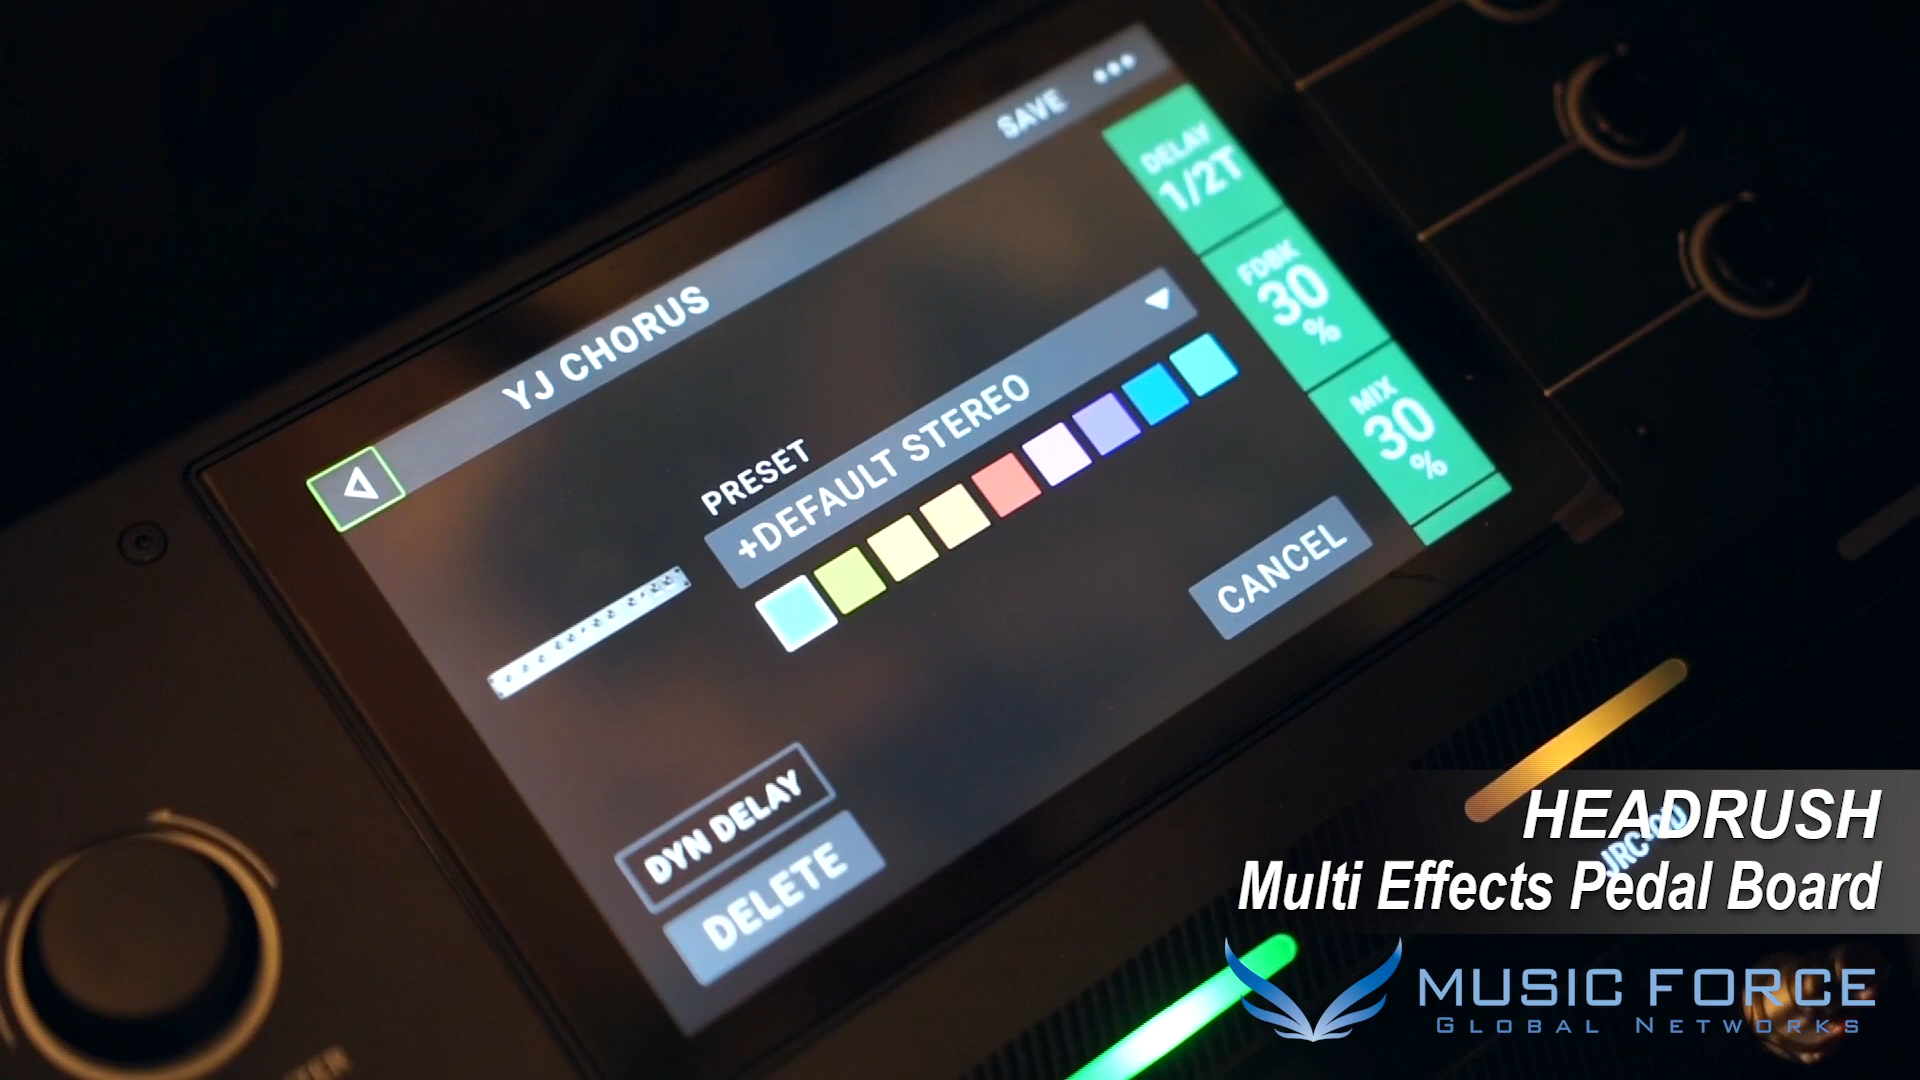 SAVE •••
YJ CHORUS
DELAY
1/2T
FDBK
30
%
MIX
30
%
PRESET
+DEFAULT STEREO
CANCEL
DYN DELAY
DELETE
HEADRUSH
Multi Effects Pedal Board
MUSIC FORCE
GLOBAL NETWORKS